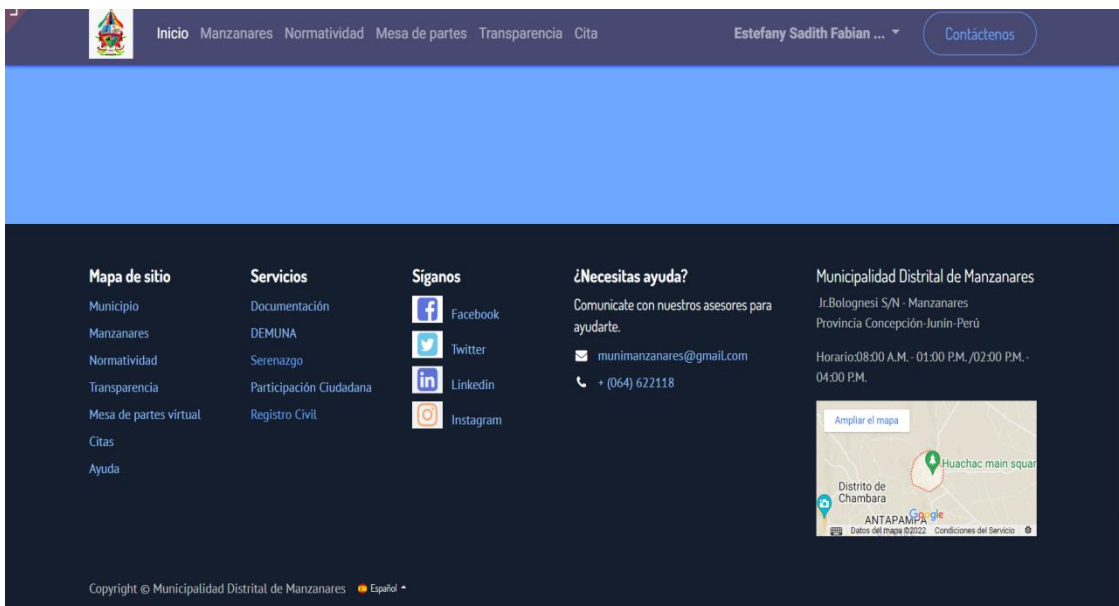 Inicio Manzanares Normatividad Mesa de partes Transparencia Cita Estefany Sadith Fabian ... Contáctenos
Mapa de sitio
Municipio
Manzanares
Normatividad
Transparencia
Mesa de partes virtual
Citas
Ayuda
Servicios
Documentación
DEMUNA
Serenazgo
Participación Ciudadana
Registro Civil
Síganos
Facebook
Twitter
Linkedin
Instagram
¿Necesitas ayuda?
Comunicate con nuestros asesores para
ayudarte.
munimanzanares@gmail.com
+ (064) 622118
Municipalidad Distrital de Manzanares
Jr.Bolognesi S/N - Manzanares
Provincia Concepción-Junín-Perú
Horario:08:00 A.M. - 01:00 P.M. /02:00 P.M. -
04:00 P.M.
Ampliar el mapa
Huachac main squar
Distrito de
Chambara
ANTAPAMPA
Google
Datos del mapa ©2022 Condiciones del Servicio
Copyright © Municipalidad Distrital de Manzanares Español